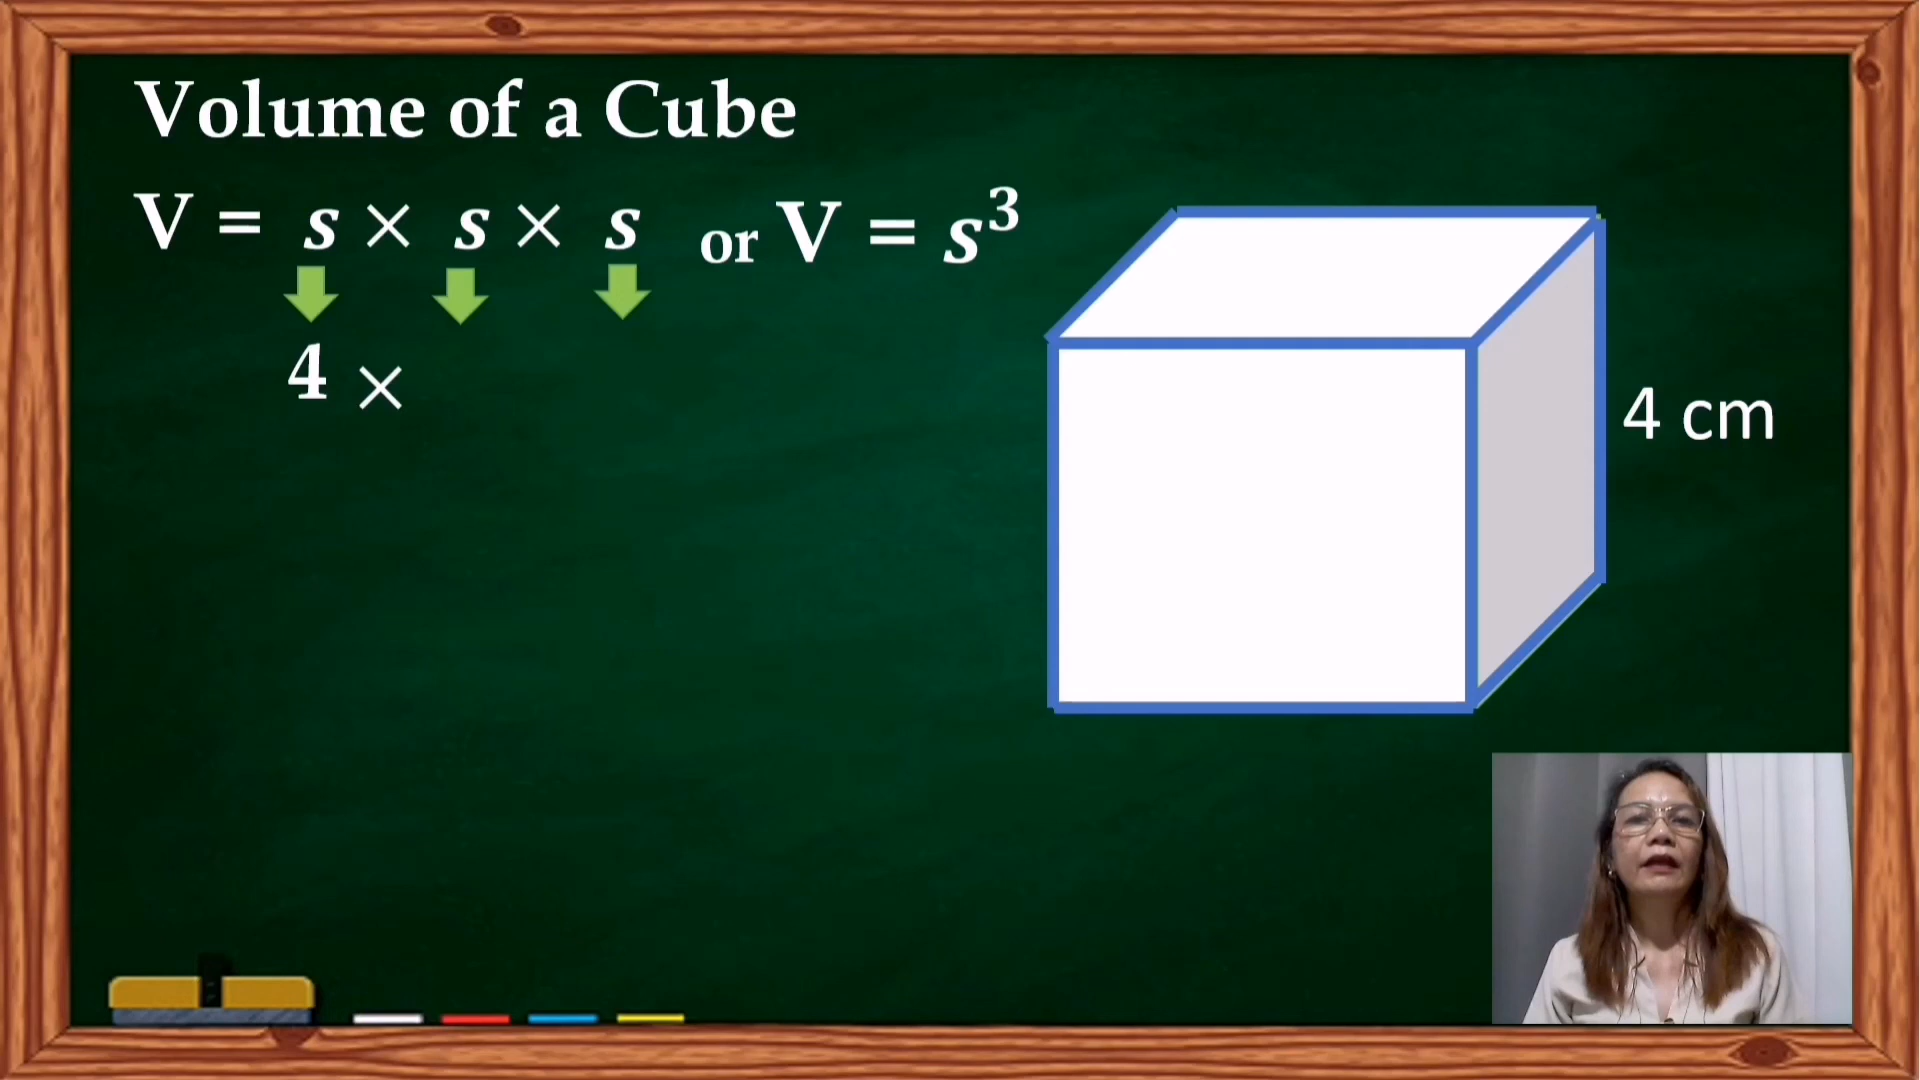 Volume of a Cube
V = s × s × s or V = s³
4 ×
4 cm